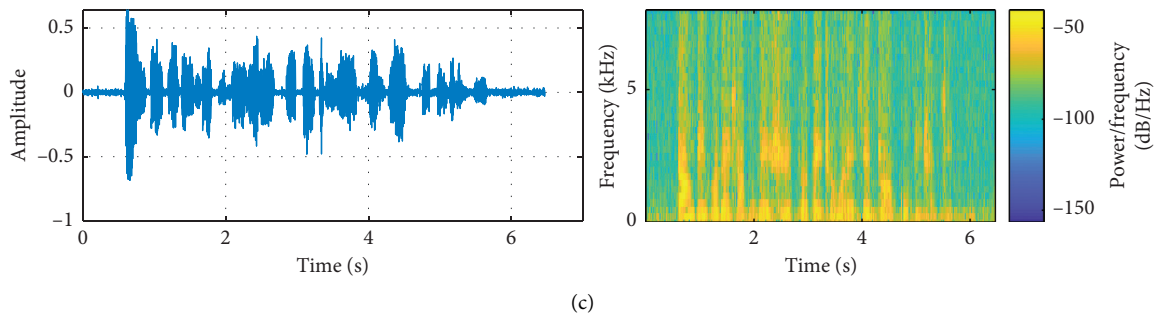 0.5
0
−0.5
−1
Amplitude
0
2
4
6
Time (s)
Frequency (kHz)
5
0
2
4
6
Time (s)
−50
−100
−150
Power/frequency
(dB/Hz)
(c)